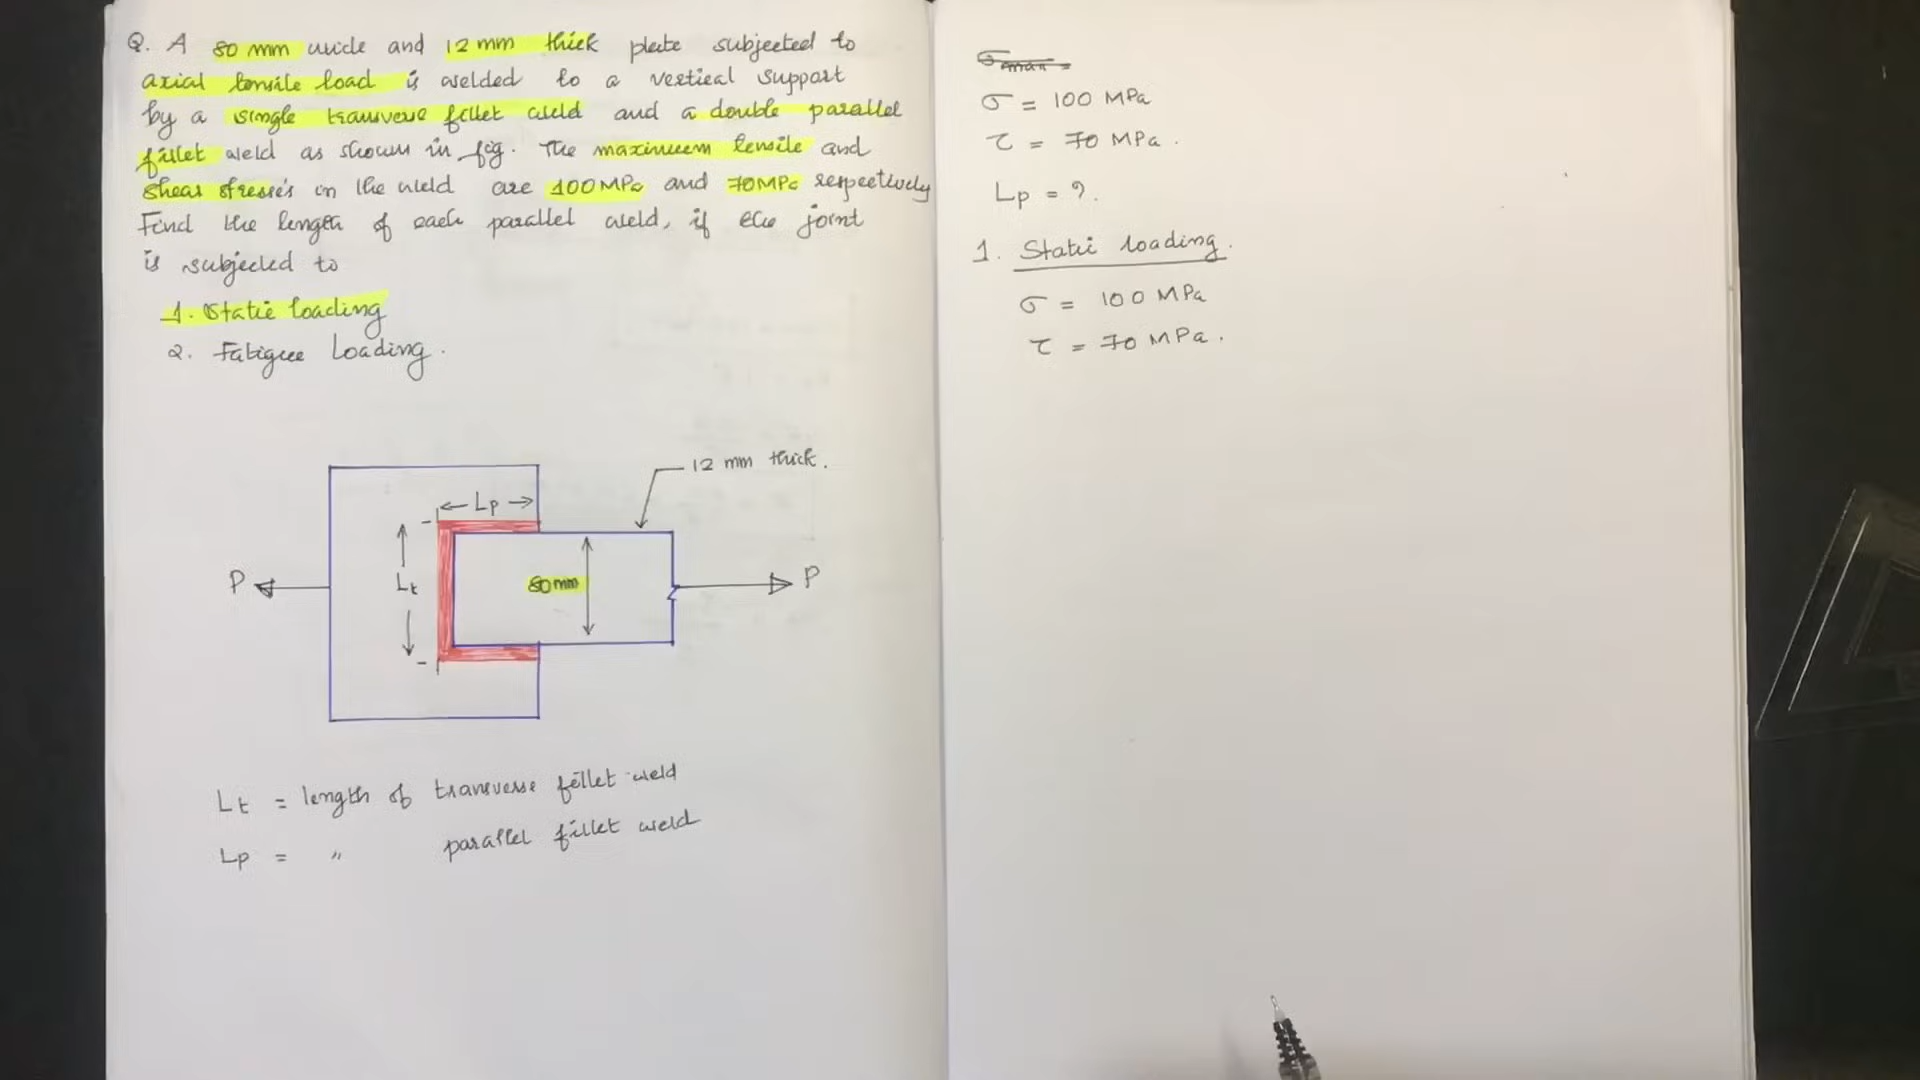 Q. A 80 mm wide and 12 mm thick plate subjected to
axial tensile load is welded to a vertical support
by a single transverse fillet weld and a double parallel
fillet weld as shown in fig. The maximum tensile and
shear stresses in the weld are 100 MPa and 70 MPa respectively
Find the length of each parallel weld, if the joint
is subjected to
1. Static loading
2. Fatigue Loading.
12 mm thick.
← Lp →
P
Lt
80 mm
P
Lt = length of transverse fillet weld
Lp = " parallel fillet weld
σmax =
σ = 100 MPa
τ = 70 MPa.
Lp = ?.
1. Static loading.
σ = 100 MPa
τ = 70 MPa.